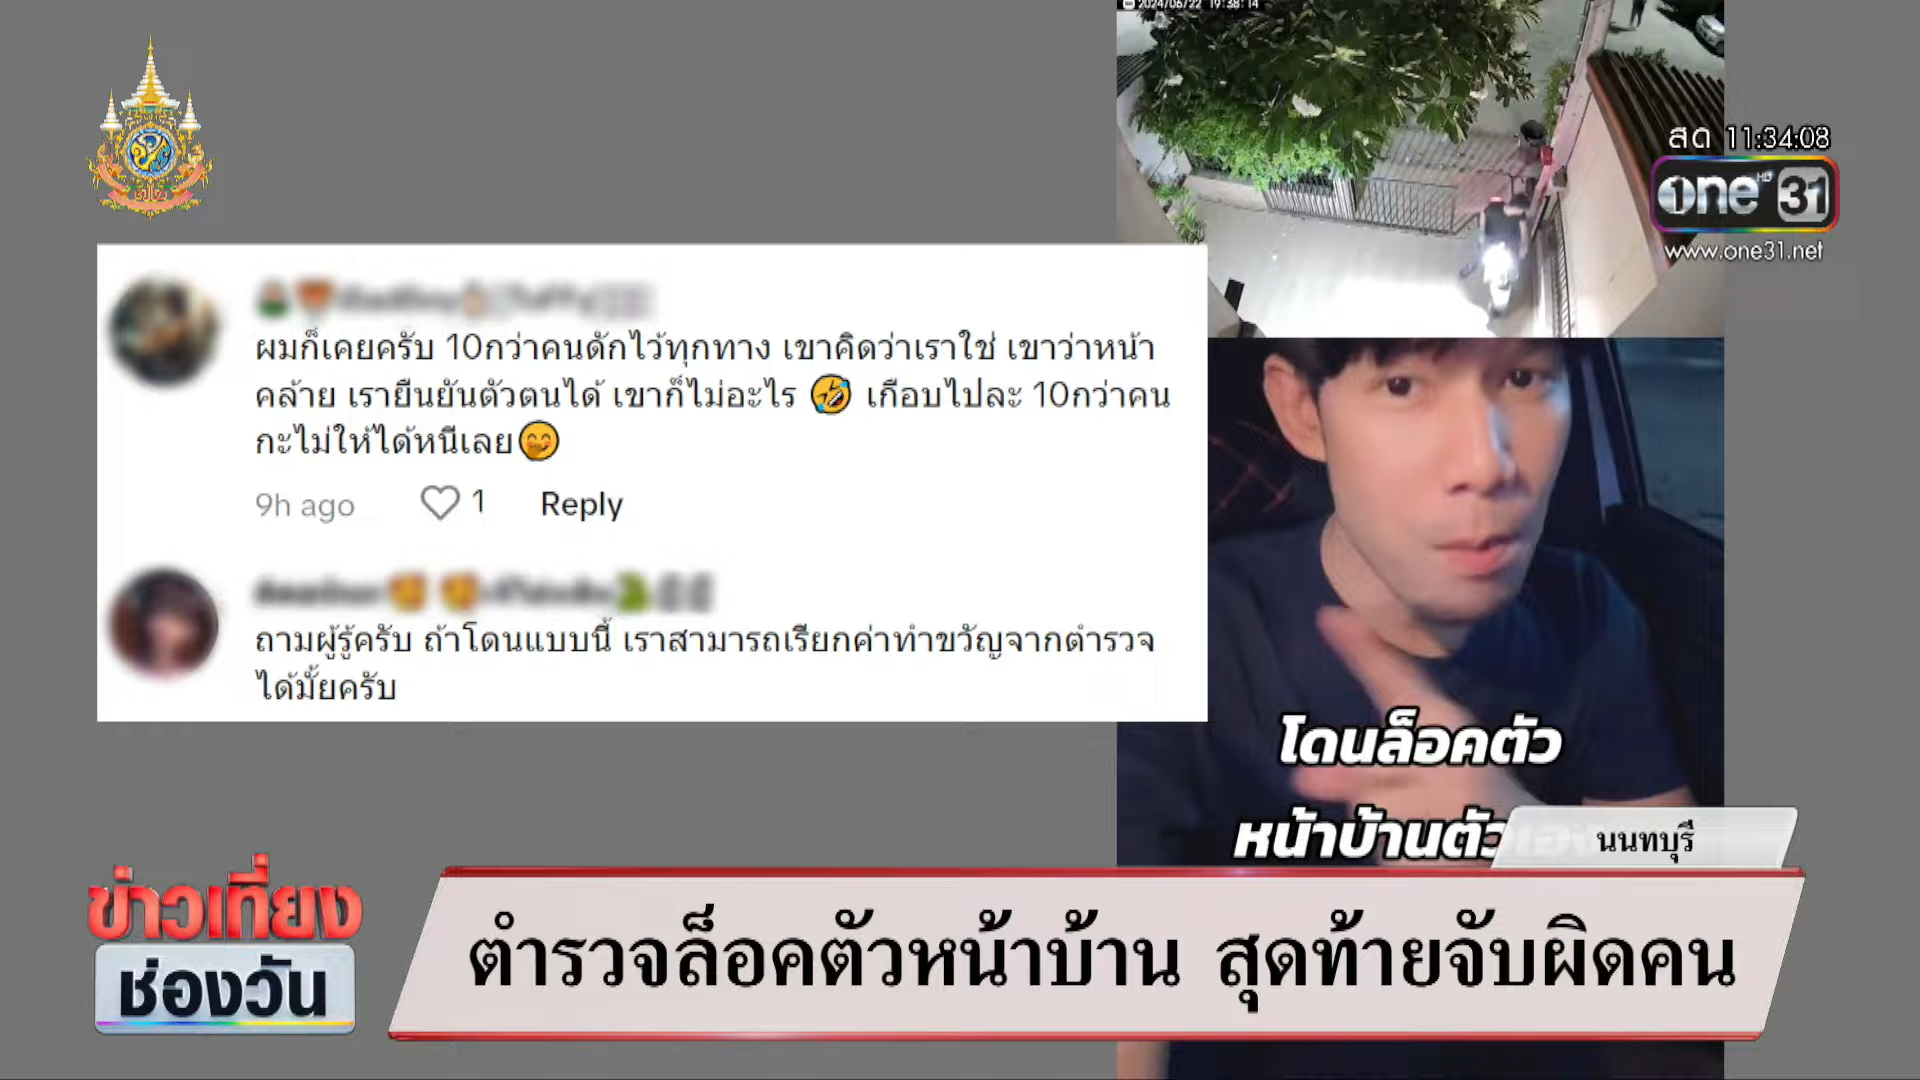 2024/06/22 19:38:14
สด 11:34:08
one HD 31
www.one31.net
ผมก็เคยครับ 10กว่าคนดักไว้ทุกทาง เขาคิดว่าเราใช่ เขาว่าหน้า
คล้าย เรายืนยันตัวตนได้ เขาก็ไม่อะไร 🤣 เกือบไปละ 10กว่าคน
กะไม่ให้ได้หนีเลย🤭
9h ago 1 Reply
ถามผู้รู้ครับ ถ้าโดนแบบนี้ เราสามารถเรียกค่าทำขวัญจากตำรวจ
ได้มั้ยครับ
โดนล็อคตัว
หน้าบ้านตัวเอง
นนทบุรี
ข่าวเที่ยง
ช่องวัน
ตำรวจล็อคตัวหน้าบ้าน สุดท้ายจับผิดคน